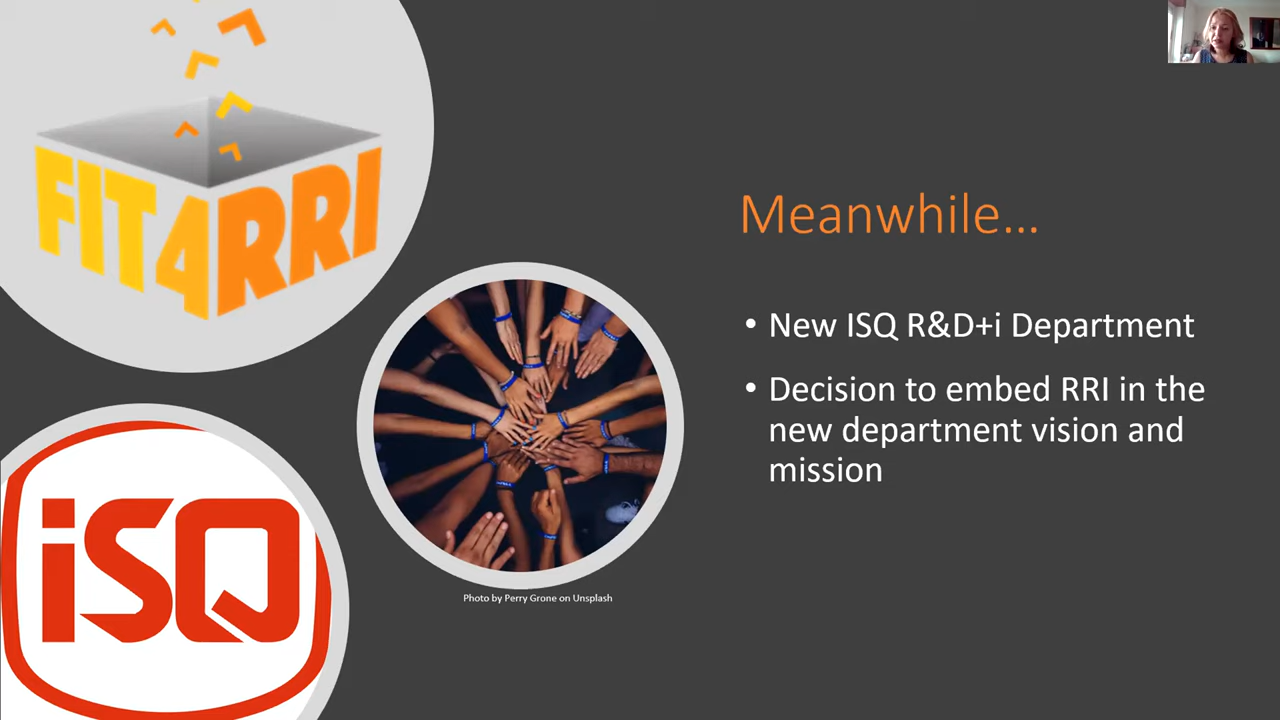 FIT4RRI
Meanwhile...
• New ISQ R&D+i Department
• Decision to embed RRI in the
new department vision and
mission
iSQ
Photo by Perry Grone on Unsplash